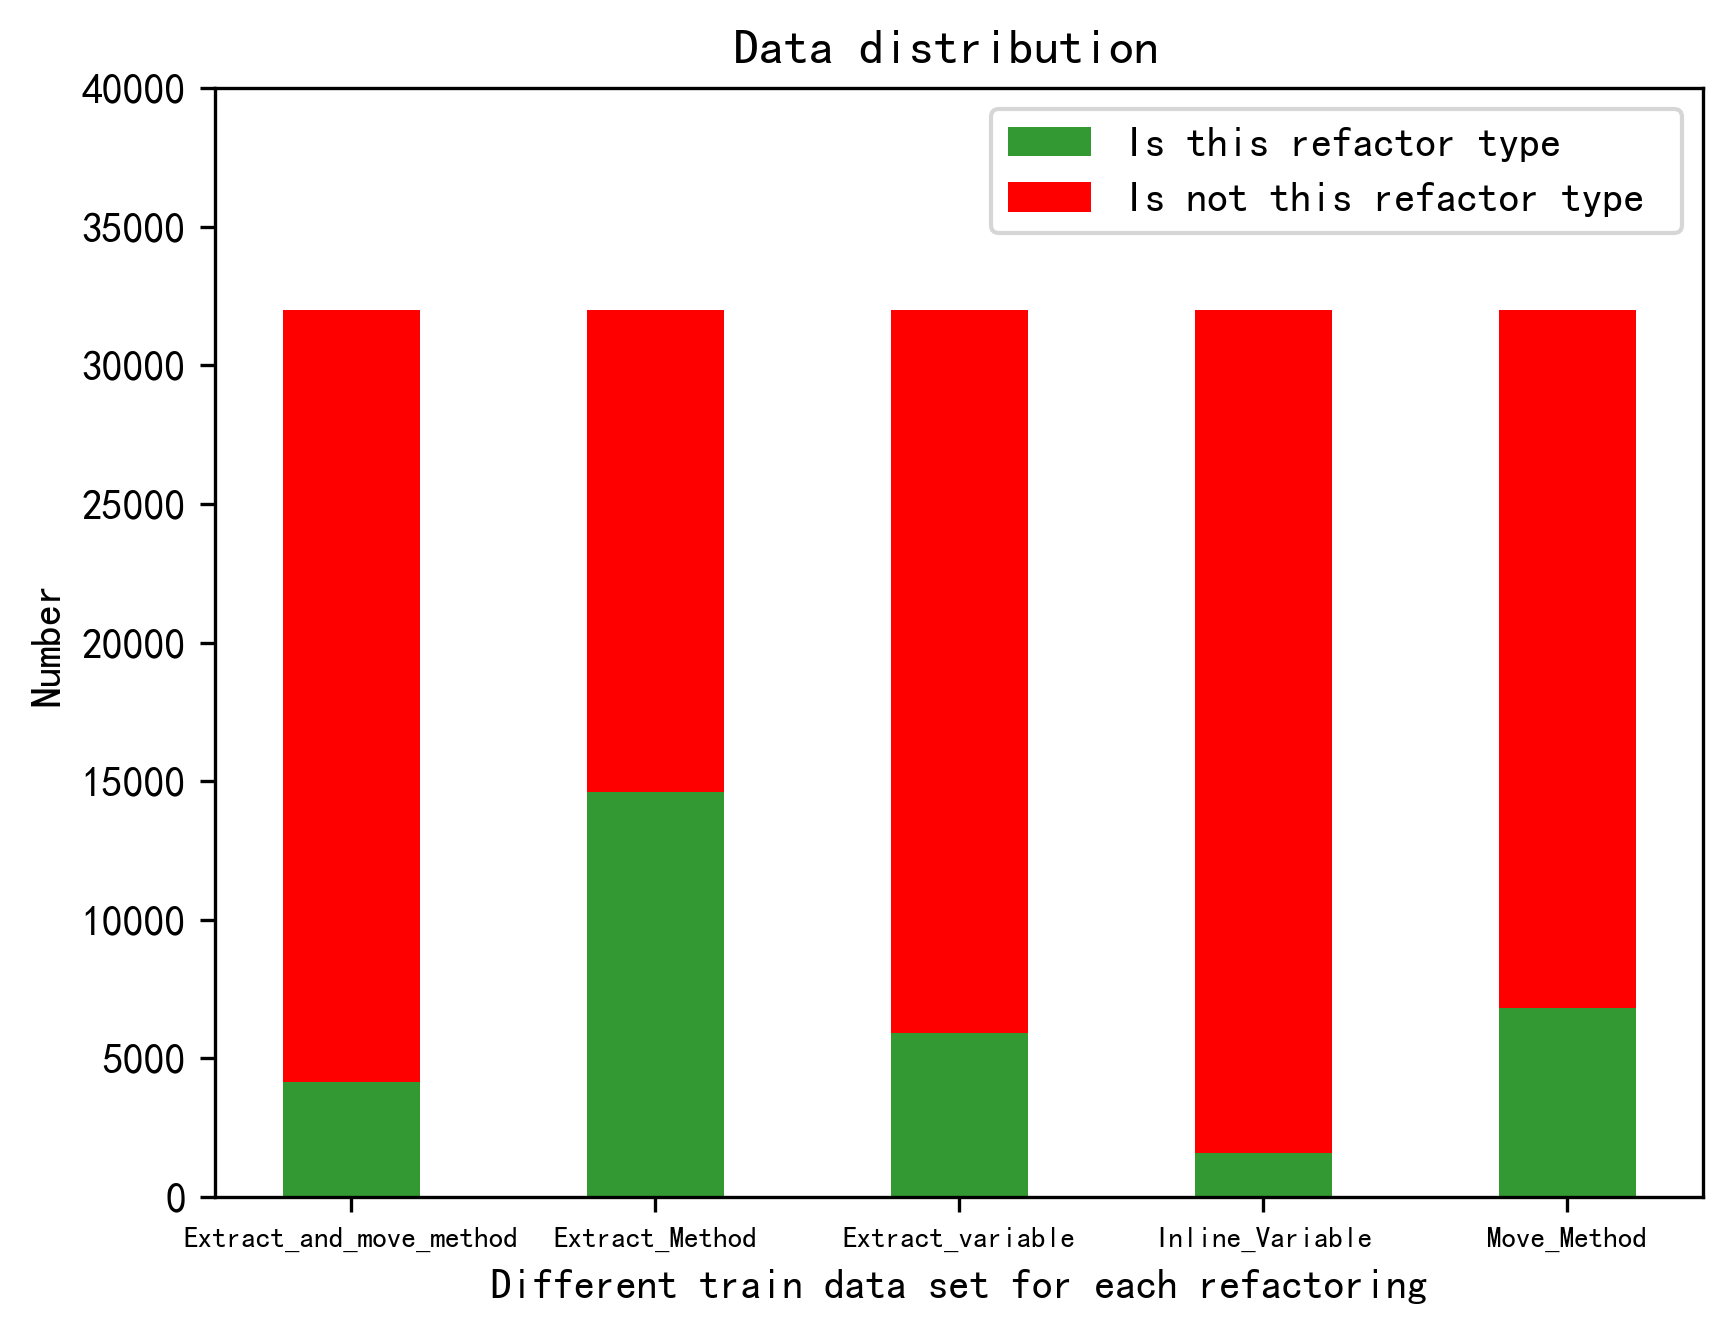 Data distribution
40000
35000
30000
25000
20000
15000
10000
5000
0
Number
Is this refactor type
Is not this refactor type
Extract_and_move_method
Extract_Method
Extract_variable
Inline_Variable
Move_Method
Different train data set for each refactoring